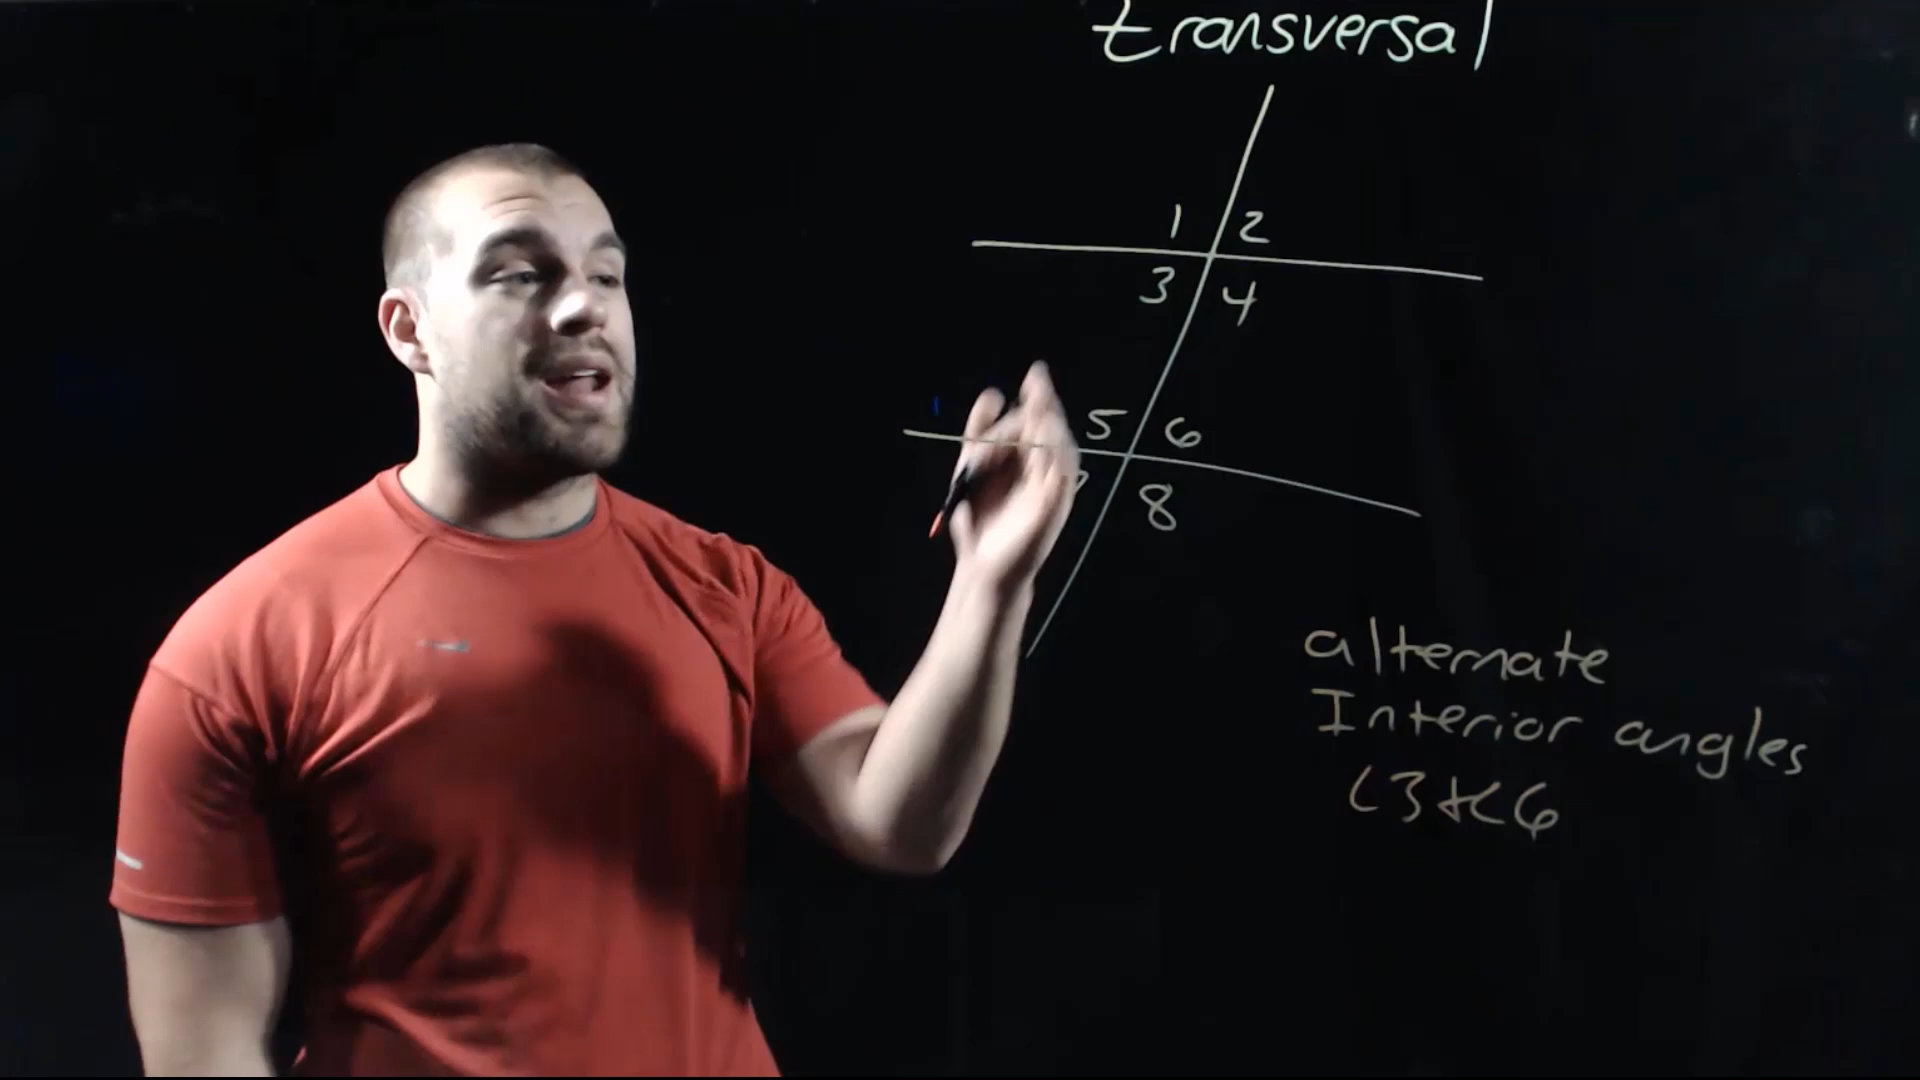 transversal
1 2
3 4
5 6
8
alternate
Interior angles
<3 & <6